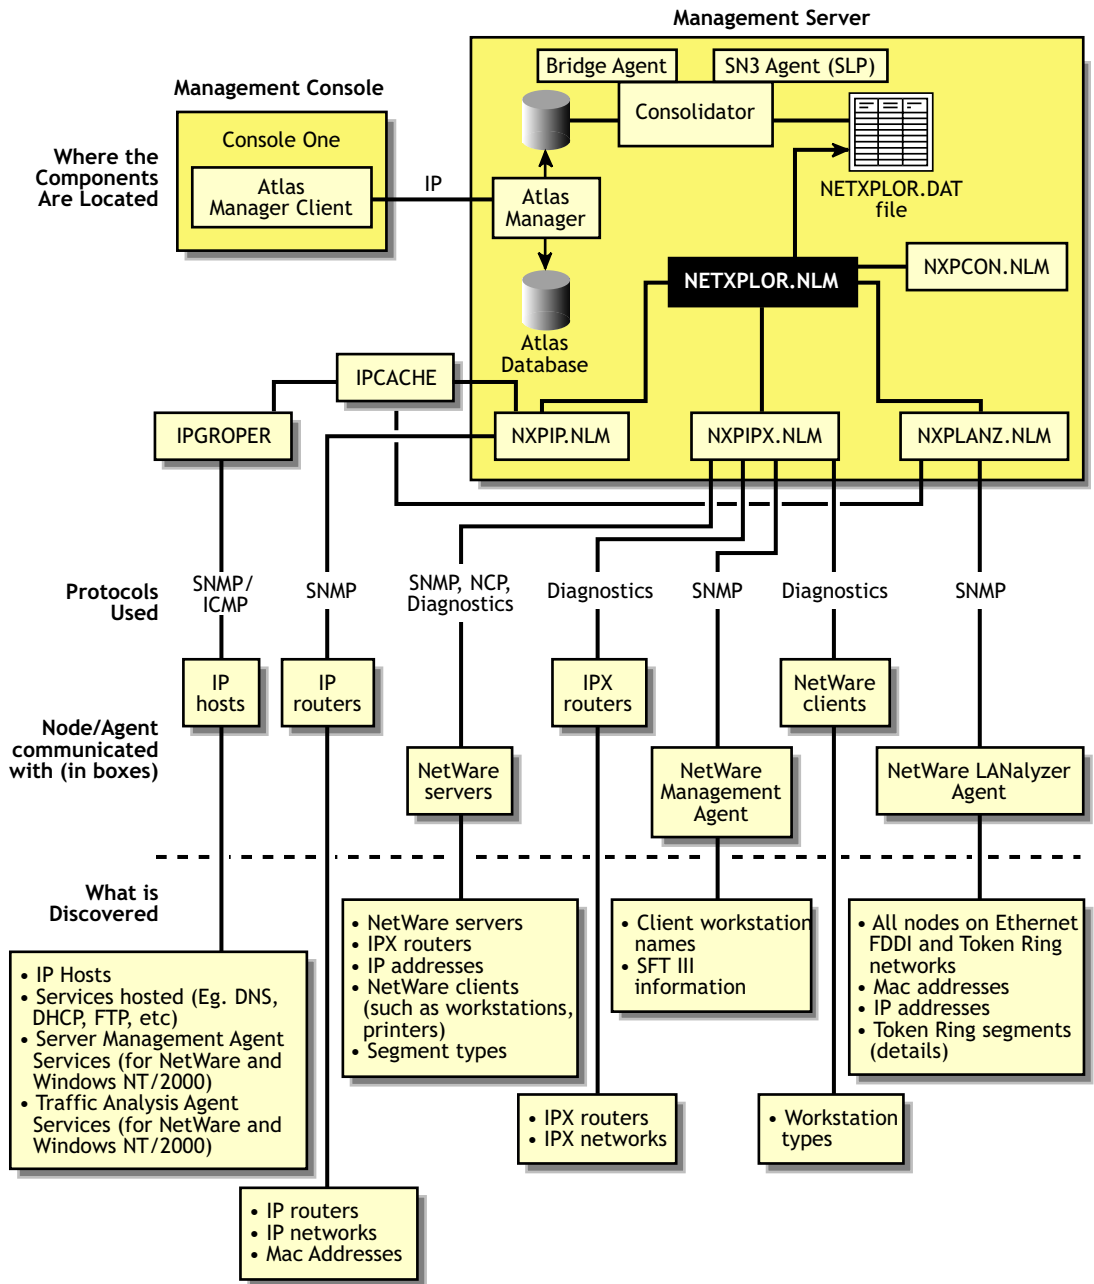 Management Server
Bridge Agent
SN3 Agent (SLP)
Management Console
Consolidator
Console One
Where the
Components
Are Located
Atlas
Manager Client
IP
Atlas
Manager
NETXPLOR.DAT
file
NETXPLOR.NLM
NXPCON.NLM
Atlas
Database
IPCACHE
IPGROPER
NXPIP.NLM
NXPIPX.NLM
NXPLANZ.NLM
Protocols
Used
SNMP/
ICMP
SNMP
SNMP, NCP,
Diagnostics
Diagnostics
SNMP
Diagnostics
SNMP
Node/Agent
communicated
with (in boxes)
IP
hosts
IP
routers
IPX
routers
NetWare
clients
NetWare
servers
NetWare
Management
Agent
NetWare LANalyzer
Agent
What is
Discovered
• IP Hosts
• Services hosted (Eg. DNS,
DHCP, FTP, etc)
• Server Management Agent
Services (for NetWare and
Windows NT/2000)
• Traffic Analysis Agent
Services (for NetWare and
Windows NT/2000)
• NetWare servers
• IPX routers
• IP addresses
• NetWare clients
(such as workstations,
printers)
• Segment types
• Client workstation
names
• SFT III
information
• All nodes on Ethernet
FDDI and Token Ring
networks
• Mac addresses
• IP addresses
• Token Ring segments
(details)
• IPX routers
• IPX networks
• Workstation
types
• IP routers
• IP networks
• Mac Addresses